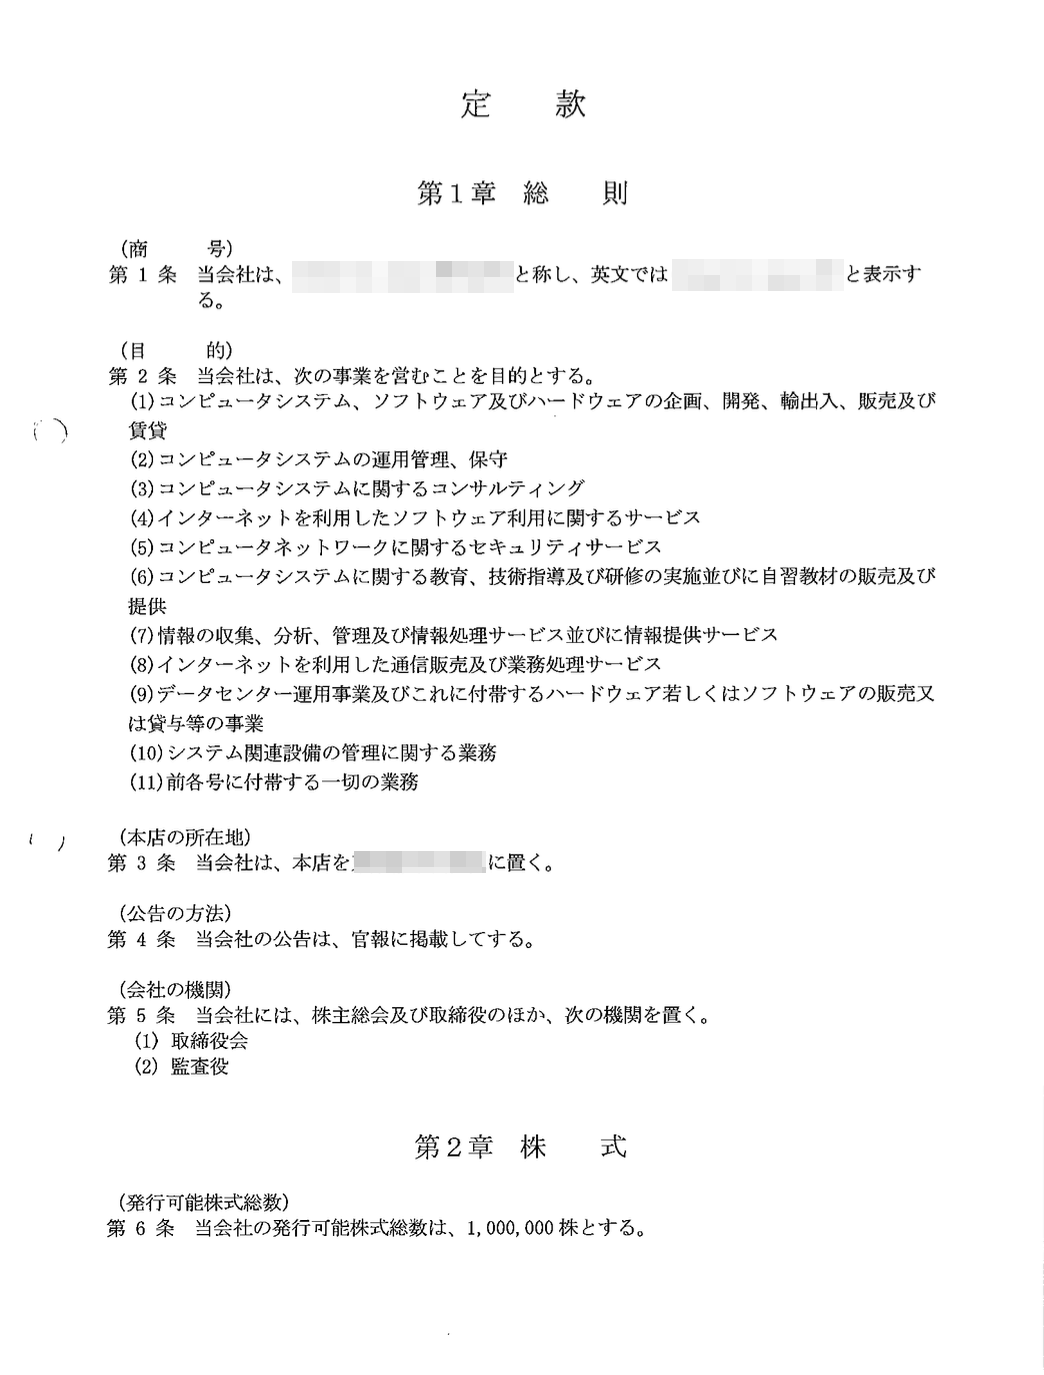 定　　款
第１章　総　　則
（商　　　号）
第 1 条　当会社は、と称し、英文ではと表示す
る。
（目　　　的）
第 2 条　当会社は、次の事業を営むことを目的とする。
(1)コンピュータシステム、ソフトウェア及びハードウェアの企画、開発、輸出入、販売及び
賃貸
(2)コンピュータシステムの運用管理、保守
(3)コンピュータシステムに関するコンサルティング
(4)インターネットを利用したソフトウェア利用に関するサービス
(5)コンピュータネットワークに関するセキュリティサービス
(6)コンピュータシステムに関する教育、技術指導及び研修の実施並びに自習教材の販売及び
提供
(7)情報の収集、分析、管理及び情報処理サービス並びに情報提供サービス
(8)インターネットを利用した通信販売及び業務処理サービス
(9)データセンター運用事業及びこれに付帯するハードウェア若しくはソフトウェアの販売又
は貸与等の事業
(10)システム関連設備の管理に関する業務
(11)前各号に付帯する一切の業務
（本店の所在地）
第 3 条　当会社は、本店をに置く。
（公告の方法）
第 4 条　当会社の公告は、官報に掲載してする。
（会社の機関）
第 5 条　当会社には、株主総会及び取締役のほか、次の機関を置く。
(1) 取締役会
(2) 監査役
第２章　株　　式
（発行可能株式総数）
第 6 条　当会社の発行可能株式総数は、1,000,000 株とする。